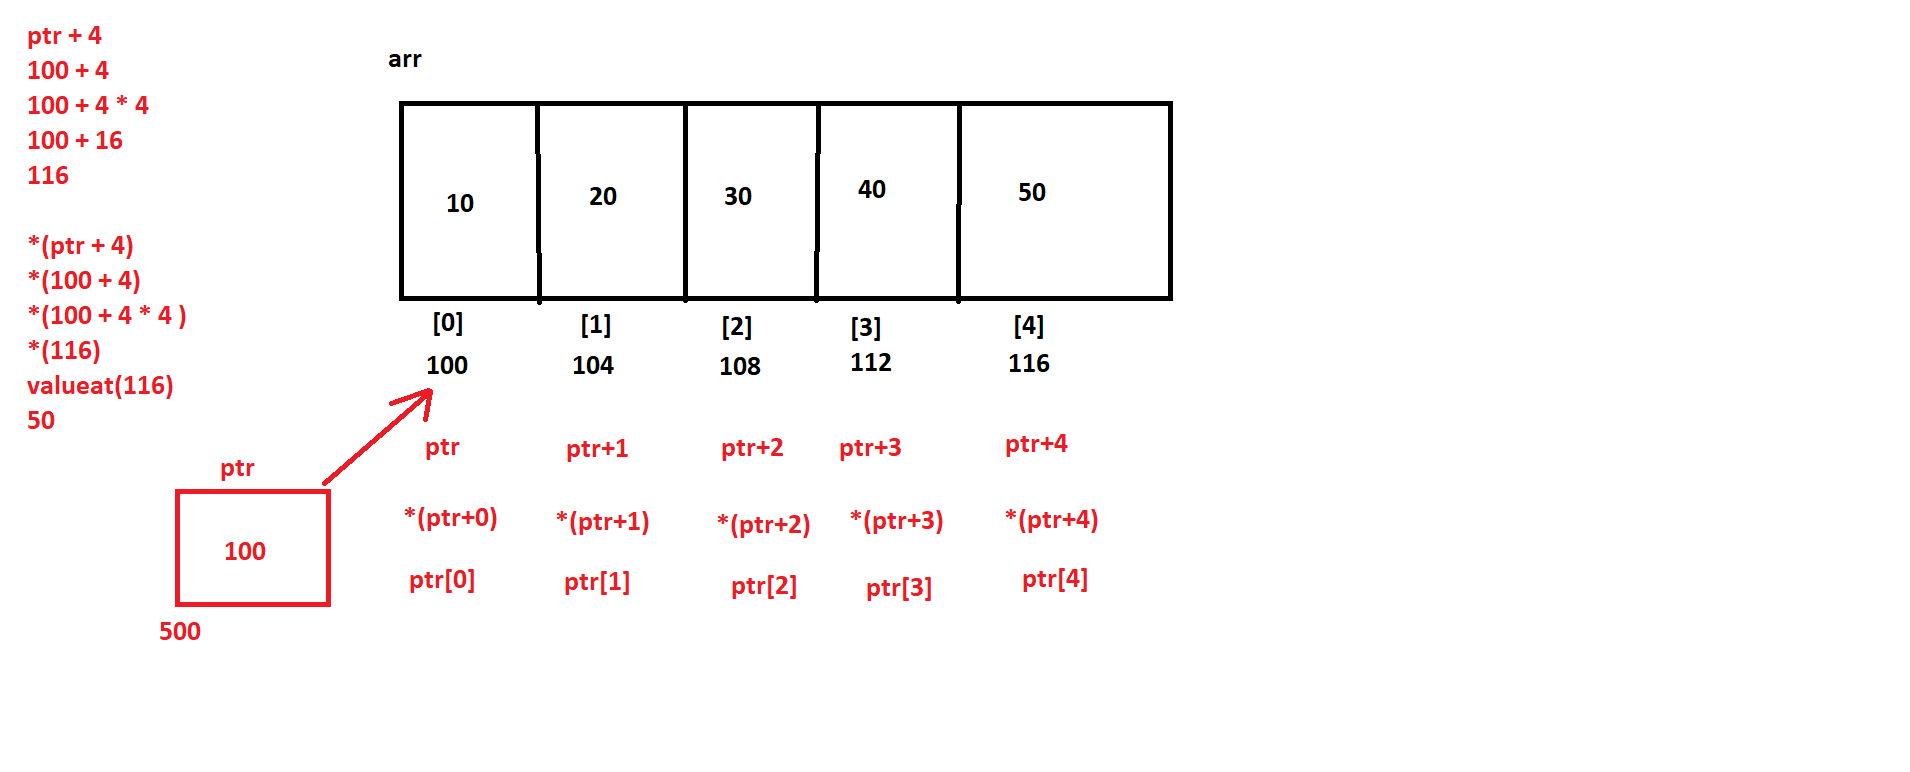 ptr + 4
100 + 4
100 + 4 * 4
100 + 16
116
*(ptr + 4)
*(100 + 4)
*(100 + 4 * 4 )
*(116)
valueat(116)
50
arr
10 20 30 40 50
[0] [1] [2] [3] [4]
100 104 108 112 116
ptr ptr+1 ptr+2 ptr+3 ptr+4
*(ptr+0) *(ptr+1) *(ptr+2) *(ptr+3) *(ptr+4)
ptr[0] ptr[1] ptr[2] ptr[3] ptr[4]
ptr
100
500